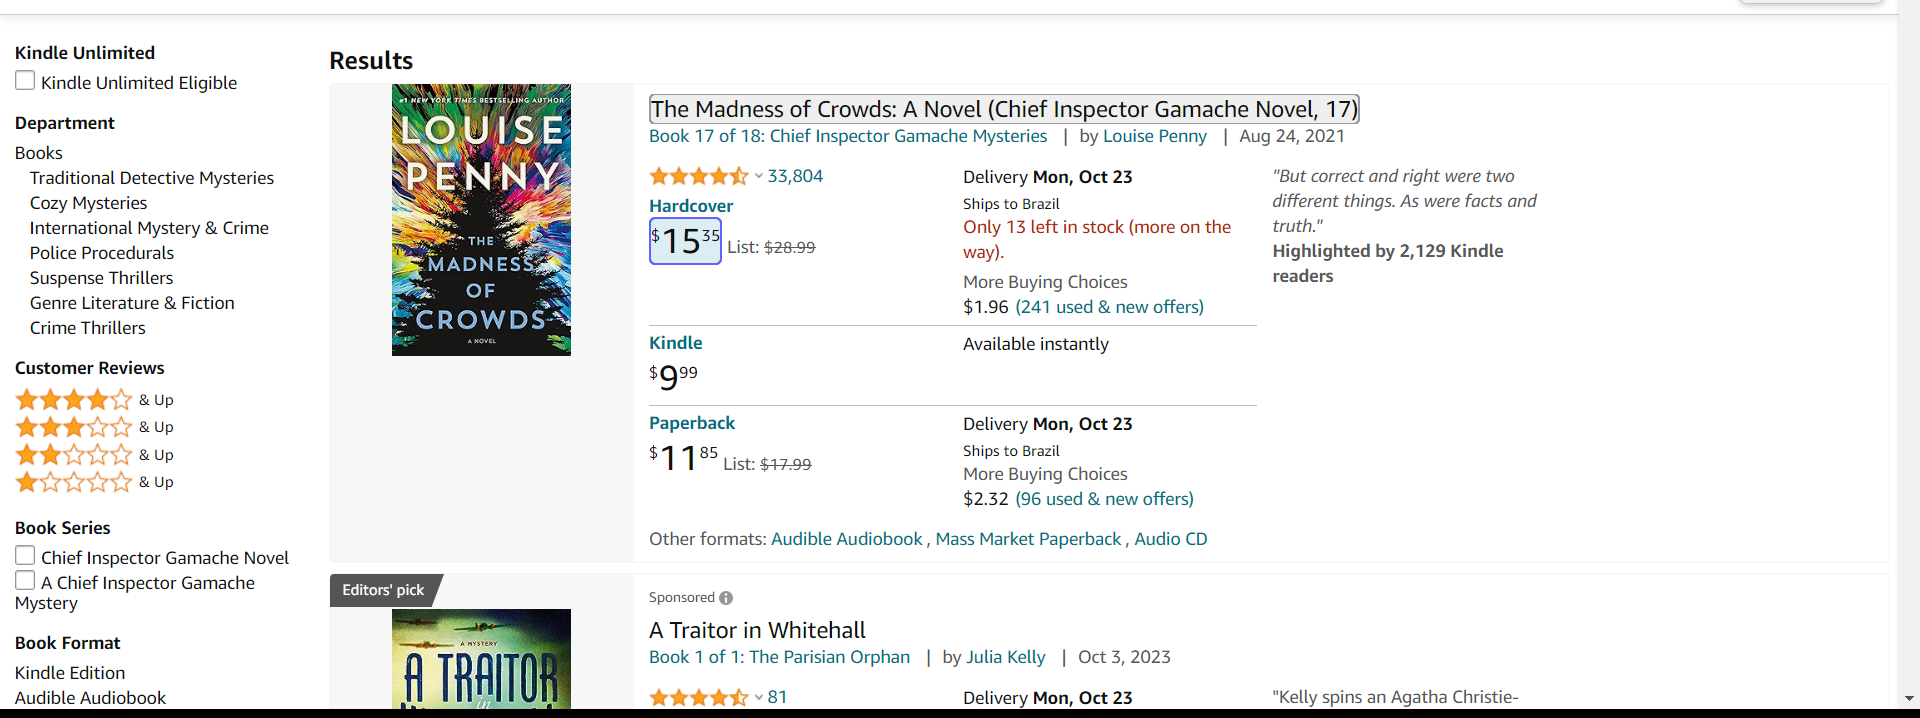 Kindle Unlimited
Kindle Unlimited Eligible
Department
Books
Traditional Detective Mysteries
Cozy Mysteries
International Mystery & Crime
Police Procedurals
Suspense Thrillers
Genre Literature & Fiction
Crime Thrillers
Customer Reviews
& Up
& Up
& Up
& Up
Book Series
Chief Inspector Gamache Novel
A Chief Inspector Gamache
Mystery
Book Format
Kindle Edition
Audible Audiobook
Results
#1 NEW YORK TIMES BESTSELLING AUTHOR
LOUISE
PENNY
THE
MADNESS
OF
CROWDS
A NOVEL
The Madness of Crowds: A Novel (Chief Inspector Gamache Novel, 17)
Book 17 of 18: Chief Inspector Gamache Mysteries | by Louise Penny | Aug 24, 2021
33,804
Hardcover
$15 35 List: $28.99
Delivery Mon, Oct 23
Ships to Brazil
Only 13 left in stock (more on the
way).
More Buying Choices
$1.96 (241 used & new offers)
"But correct and right were two
different things. As were facts and
truth."
Highlighted by 2,129 Kindle
readers
Kindle
$9 99
Available instantly
Paperback
$11 85 List: $17.99
Delivery Mon, Oct 23
Ships to Brazil
More Buying Choices
$2.32 (96 used & new offers)
Other formats: Audible Audiobook , Mass Market Paperback , Audio CD
Editors' pick
A MYSTERY
A TRAITOR
in
Sponsored
A Traitor in Whitehall
Book 1 of 1: The Parisian Orphan | by Julia Kelly | Oct 3, 2023
81
Delivery Mon, Oct 23
"Kelly spins an Agatha Christie-